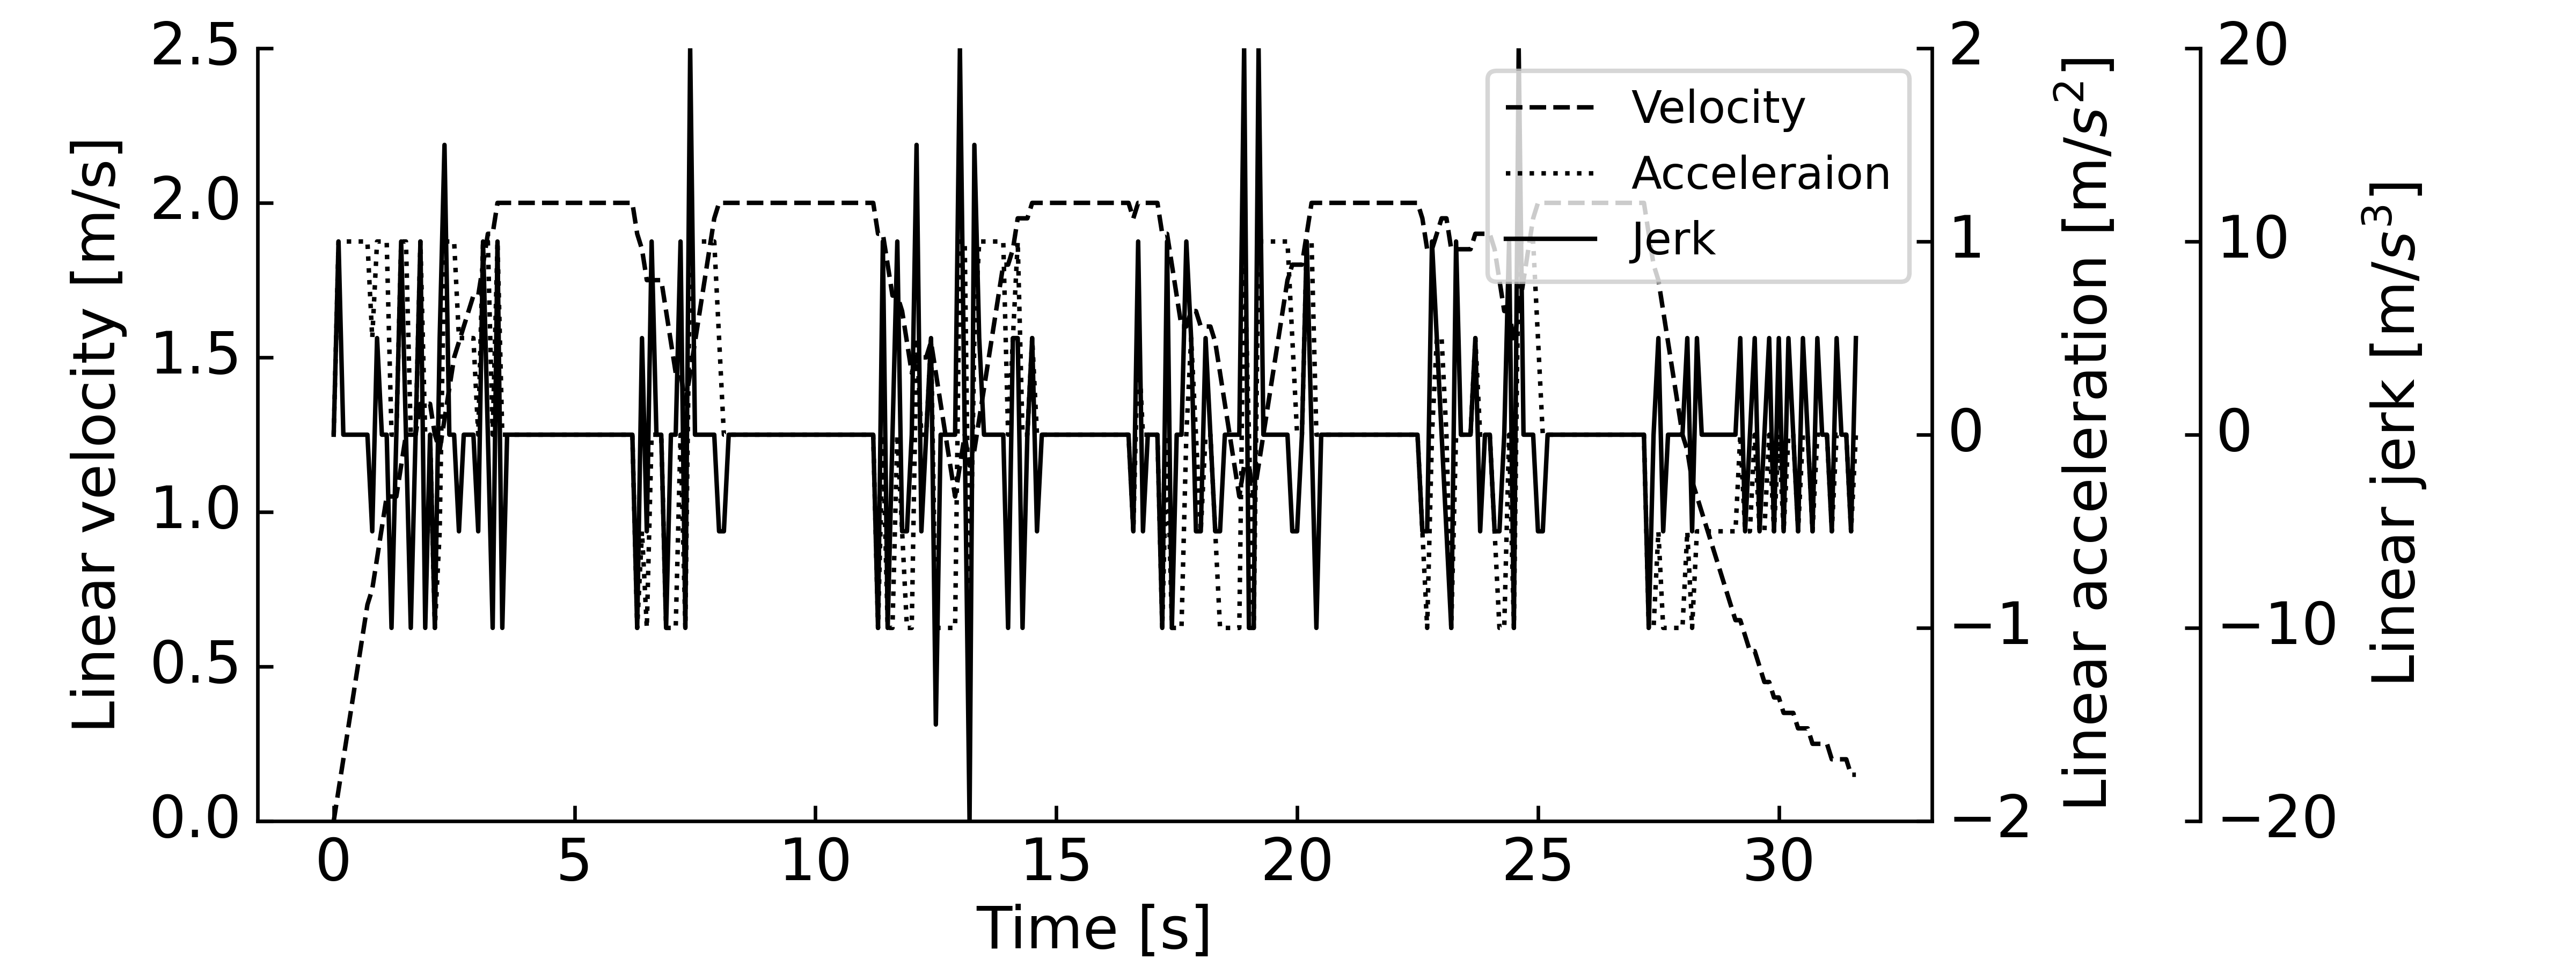 Linear velocity [m/s]
2.5
2.0
1.5
1.0
0.5
0.0
0 5 10 15 20 25 30
Time [s]
Velocity
Acceleraion
Jerk
2
1
0
−1
−2
Linear acceleration [m/s²]
20
10
0
−10
−20
Linear jerk [m/s³]